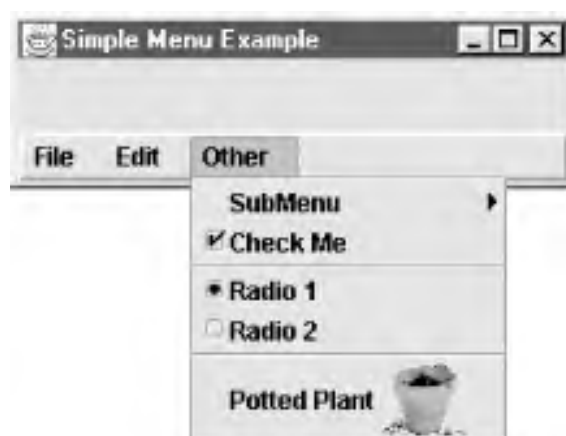 Simple Menu Example
File Edit Other
SubMenu
Check Me
Radio 1
Radio 2
Potted Plant